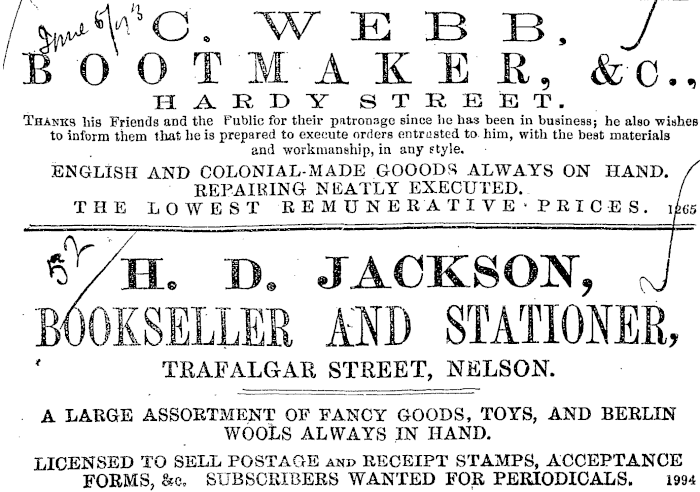 June 6/73
C. WEBB,
BOOTMAKER, &c.,
HARDY STREET.
THANKS his Friends and the Public for their patronage since he has been in business; he also wishes
to inform them that he is prepared to execute orders entrusted to him, with the best materials
and workmanship, in any style.
ENGLISH AND COLONIAL-MADE GOOODS ALWAYS ON HAND.
REPAIRING NEATLY EXECUTED.
THE LOWEST REMUNERATIVE PRICES. 1265
H. D. JACKSON,
BOOKSELLER AND STATIONER,
TRAFALGAR STREET, NELSON.
A LARGE ASSORTMENT OF FANCY GOODS, TOYS, AND BERLIN
WOOLS ALWAYS IN HAND.
LICENSED TO SELL POSTAGE AND RECEIPT STAMPS, ACCEPTANCE
FORMS, &c. SUBSCRIBERS WANTED FOR PERIODICALS. 1994